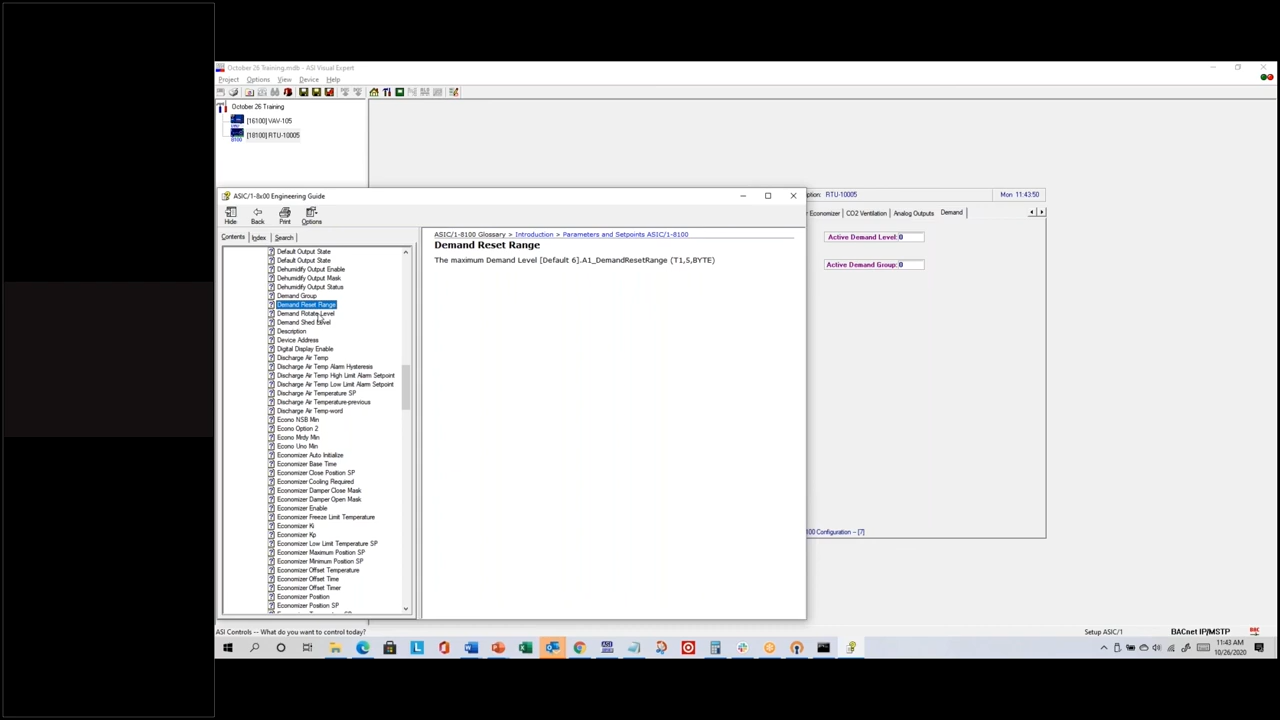 October 26 Training.mdb - ASI Visual Expert
Project Options View Device Help
October 26 Training
[16100] VAV-105
[18100] RTU-10005
8100
ASIC/1-8x00 Engineering Guide
Hide Back Print Options
Contents Index Search
Default Output State
Default Output State
Dehumidify Output Enable
Dehumidify Output Mask
Dehumidify Output Status
Demand Group
Demand Reset Range
Demand Rotate Level
Demand Shed Level
Description
Device Address
Digital Display Enable
Discharge Air Temp
Discharge Air Temp Alarm Hysteresis
Discharge Air Temp High Limit Alarm Setpoint
Discharge Air Temp Low Limit Alarm Setpoint
Discharge Air Temperature SP
Discharge Air Temperature-previous
Discharge Air Temp-word
Econo NSB Min
Econo Option 2
Econo Mrdy Min
Econo Uno Min
Economizer Auto Initialize
Economizer Base Time
Economizer Close Position SP
Economizer Cooling Required
Economizer Damper Close Mask
Economizer Damper Open Mask
Economizer Enable
Economizer Freeze Limit Temperature
Economizer Ki
Economizer Kp
Economizer Low Limit Temperature SP
Economizer Maximum Position SP
Economizer Minimum Position SP
Economizer Offset Temperature
Economizer Offset Time
Economizer Offset Timer
Economizer Position
Economizer Position SP
ASIC/1-8100 Glossary > Introduction > Parameters and Setpoints ASIC/1-8100
Demand Reset Range
The maximum Demand Level [Default 6].A1_DemandResetRange (T1,S,BYTE)
ption: RTU-10005 Mon 11:43:50
Economizer CO2 Ventilation Analog Outputs Demand
Active Demand Level: 0
Active Demand Group: 0
100 Configuration -- [7]
ASI Controls -- What do you want to control today? Setup ASIC/1 BACnet IP/MSTP
11:43 AM
10/26/2020